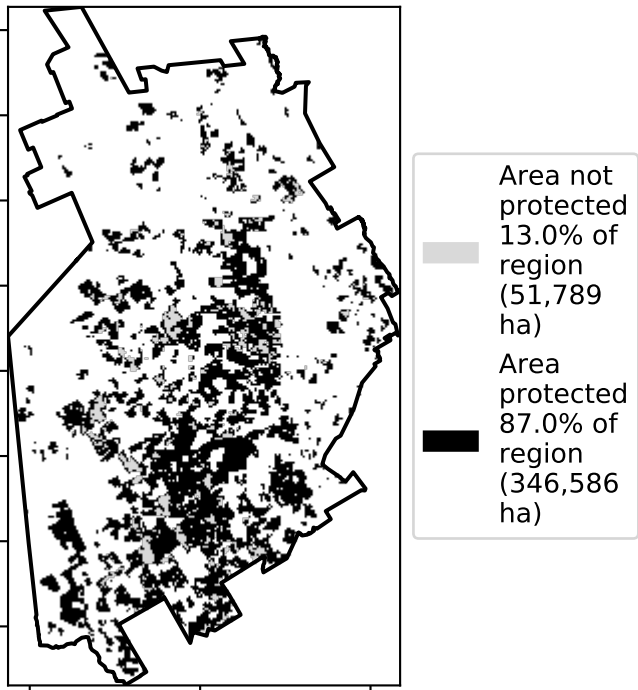 Area not
protected
13.0% of
region
(51,789
ha)
Area
protected
87.0% of
region
(346,586
ha)